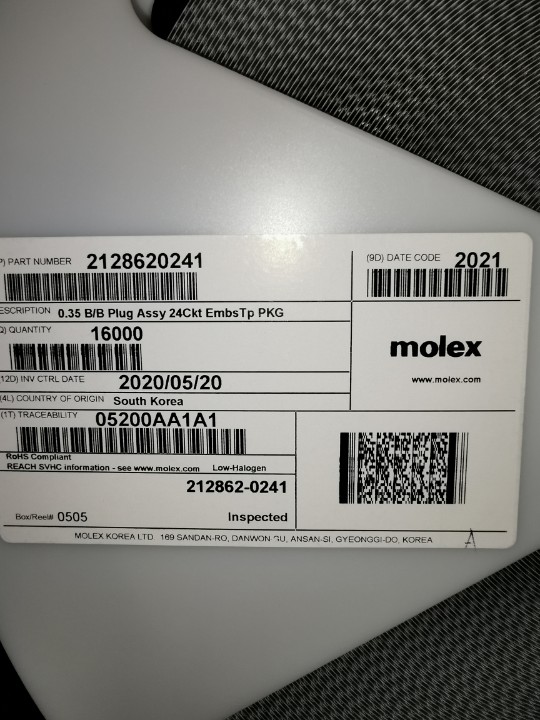 P) PART NUMBER 2128620241
(9D) DATE CODE 2021
ESCRIPTION 0.35 B/B Plug Assy 24Ckt EmbsTp PKG
Q) QUANTITY 16000
molex
www.molex.com
12D) INV CTRL DATE 2020/05/20
(4L) COUNTRY OF ORIGIN South Korea
(1T) TRACEABILITY 05200AA1A1
RoHS Compliant
REACH SVHC information - see www.molex.com Low-Halogen
212862-0241
Box/Reel# 0505 Inspected
MOLEX KOREA LTD 169 SANDAN-RO, DANWON-GU, ANSAN-SI, GYEONGGI-DO, KOREA